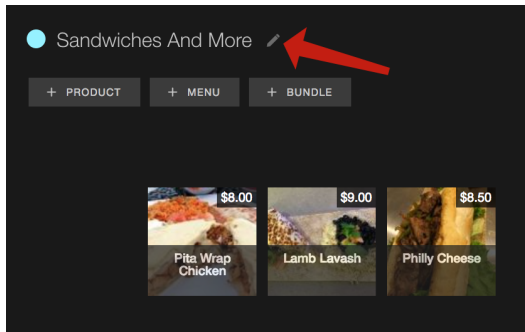 Sandwiches And More
+ PRODUCT + MENU + BUNDLE
$8.00 $9.00 $8.50
Pita Wrap
Chicken
Lamb Lavash
Philly Cheese